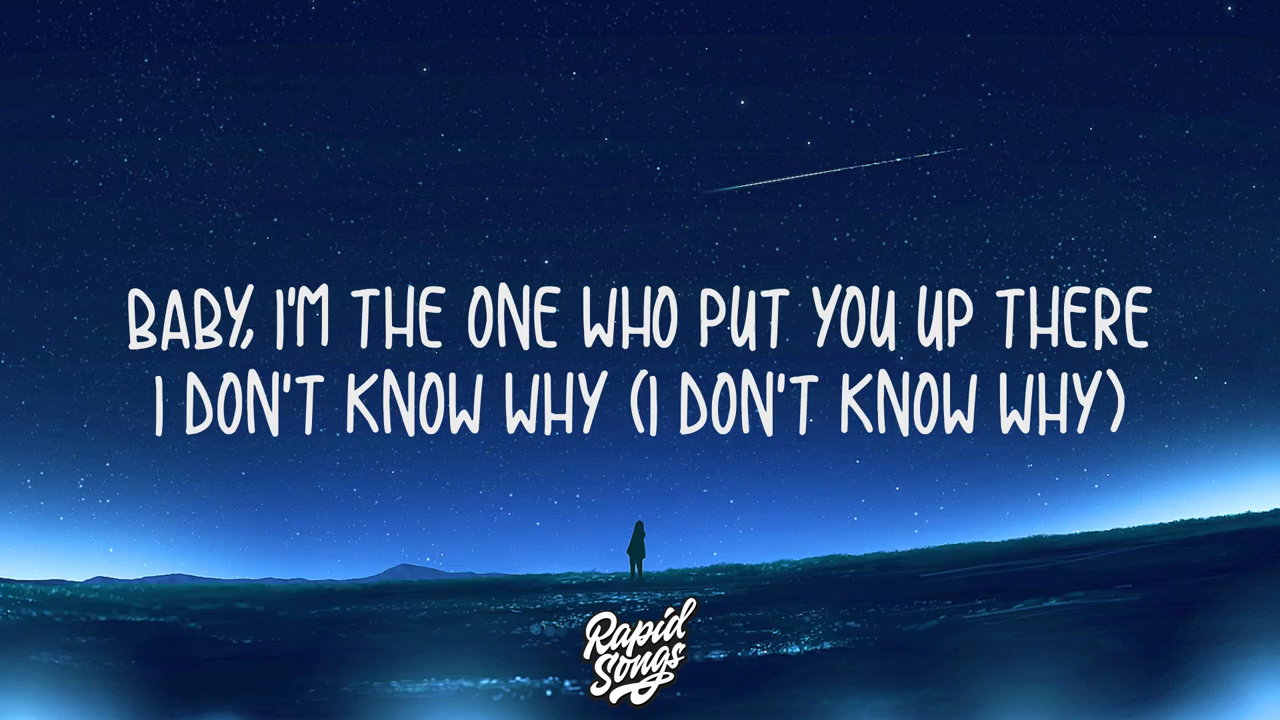 BABY, I'M THE ONE WHO PUT YOU UP THERE
I DON'T KNOW WHY (I DON'T KNOW WHY)
Rapid
Songs